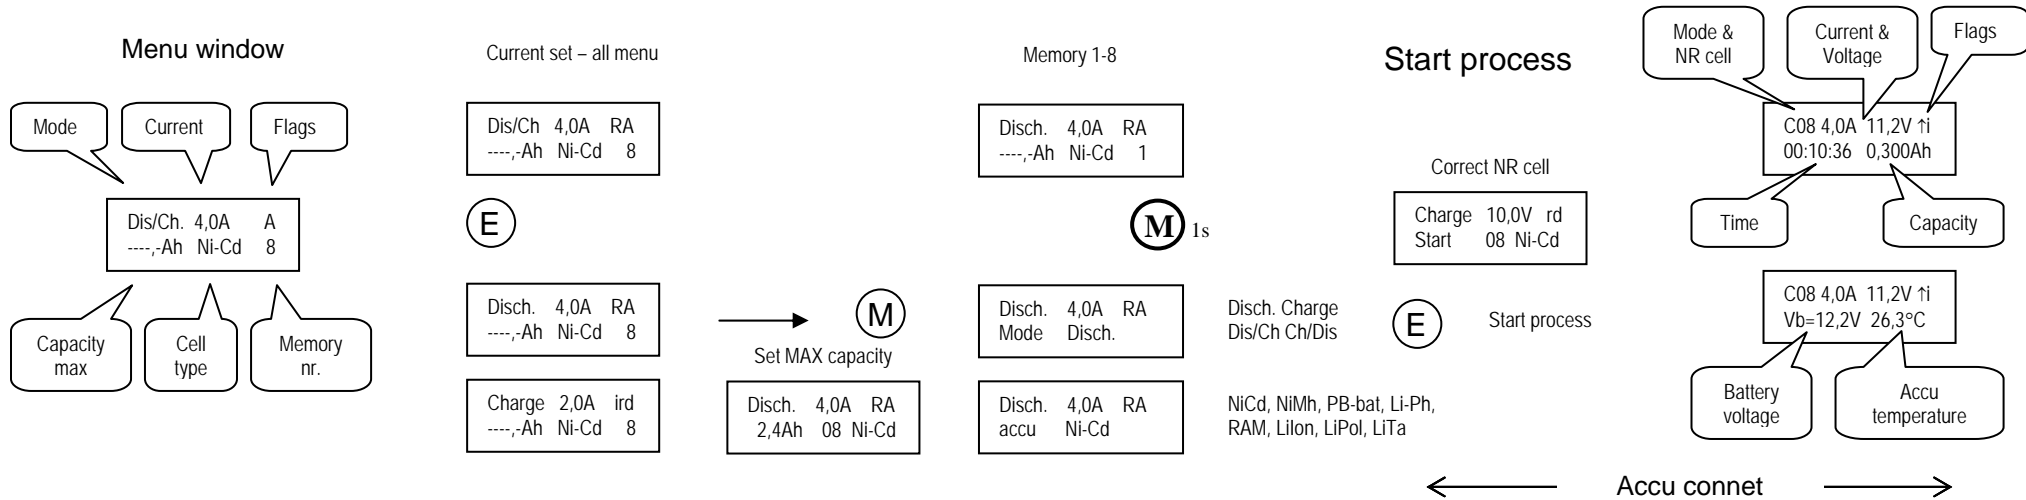 Menu window
Mode
Current
Flags
Dis/Ch. 4,0A A
----,-Ah Ni-Cd 8
Capacity
max
Cell
type
Memory
nr.
Current set – all menu
Dis/Ch 4,0A RA
----,-Ah Ni-Cd 8
E
Disch. 4,0A RA
----,-Ah Ni-Cd 8
Charge 2,0A ird
----,-Ah Ni-Cd 8
M
Set MAX capacity
Disch. 4,0A RA
2,4Ah 08 Ni-Cd
Memory 1-8
Disch. 4,0A RA
----,-Ah Ni-Cd 1
M 1s
Disch. 4,0A RA
Mode Disch.
Disch. Charge
Dis/Ch Ch/Dis
Disch. 4,0A RA
accu Ni-Cd
NiCd, NiMh, PB-bat, Li-Ph,
RAM, LiIon, LiPol, LiTa
Start process
Correct NR cell
Charge 10,0V rd
Start 08 Ni-Cd
E
Start process
Mode &
NR cell
Current &
Voltage
Flags
C08 4,0A 11,2V ↑i
00:10:36 0,300Ah
Time
Capacity
C08 4,0A 11,2V ↑i
Vb=12,2V 26,3°C
Battery
voltage
Accu
temperature
Accu connet